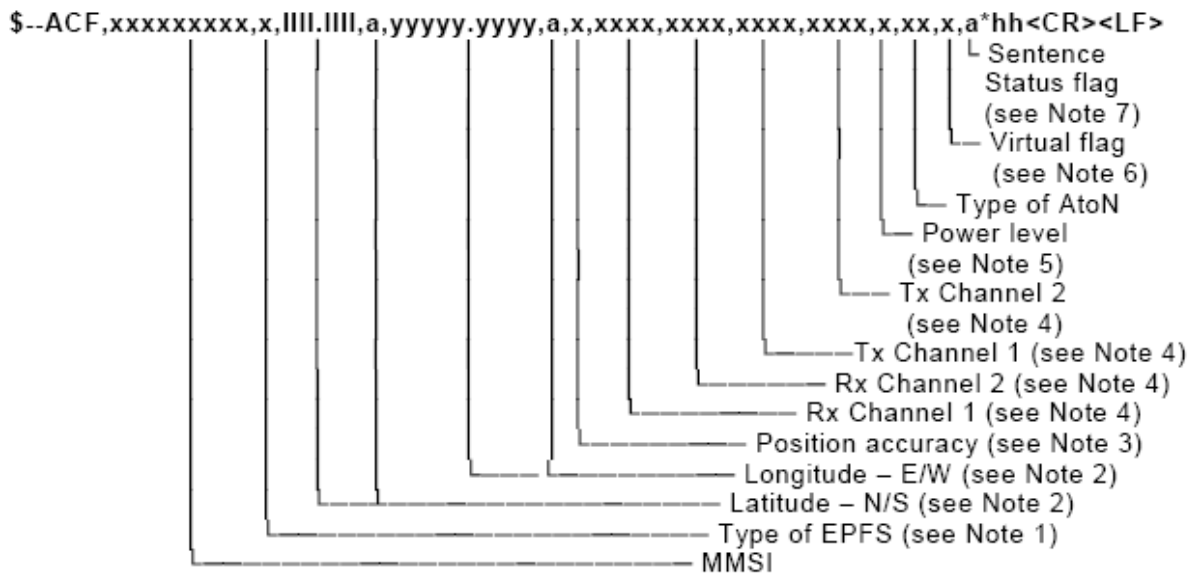 $--ACF,xxxxxxxxx,x,llll.llll,a,yyyyy.yyyy,a,x,xxxx,xxxx,xxxx,xxxx,x,xx,x,a*hh<CR><LF>
Sentence
Status flag
(see Note 7)
Virtual flag
(see Note 6)
Type of AtoN
Power level
(see Note 5)
Tx Channel 2
(see Note 4)
Tx Channel 1 (see Note 4)
Rx Channel 2 (see Note 4)
Rx Channel 1 (see Note 4)
Position accuracy (see Note 3)
Longitude – E/W (see Note 2)
Latitude – N/S (see Note 2)
Type of EPFS (see Note 1)
MMSI